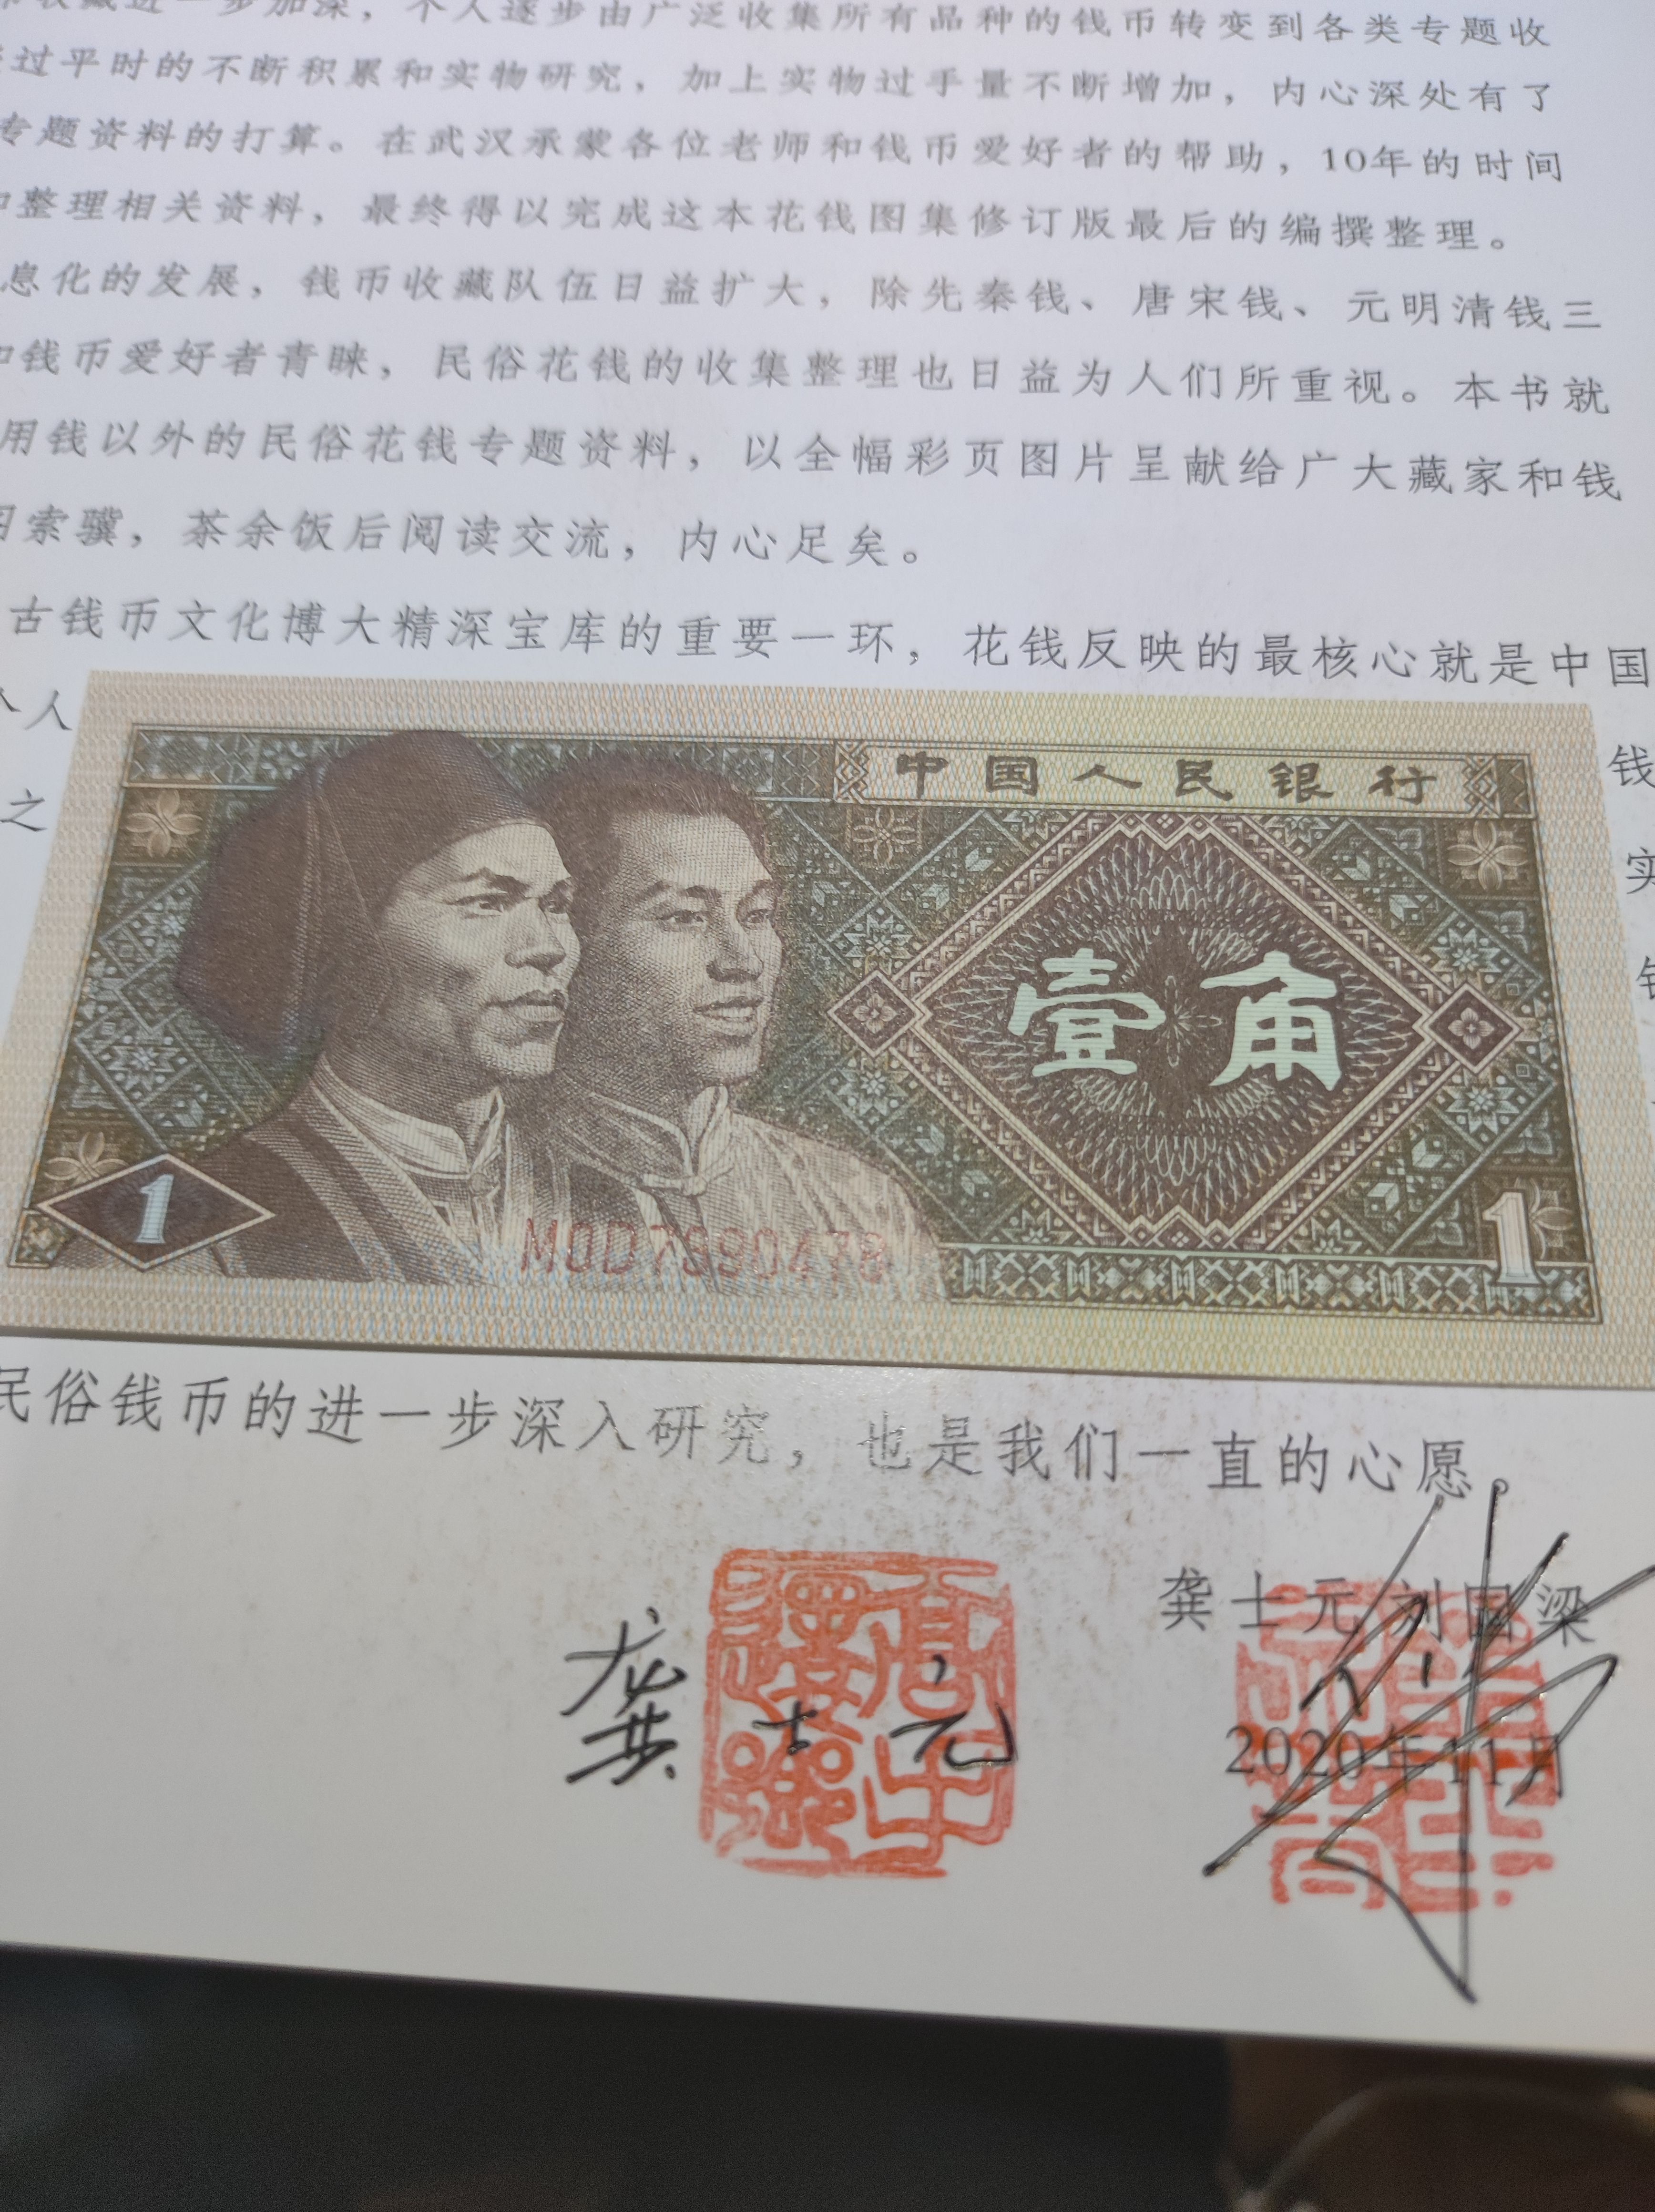 收藏进一步加深，个人逐步由广泛收集所有品种的钱币转变到各类专题收
过平时的不断积累和实物研究，加上实物过手量不断增加，内心深处有了
专题资料的打算。在武汉承蒙各位老师和钱币爱好者的帮助，10年的时间
整理相关资料，最终得以完成这本花钱图集修订版最后的编撰整理。
息化的发展，钱币收藏队伍日益扩大，除先秦钱、唐宋钱、元明清钱三
钱币爱好者青睐，民俗花钱的收集整理也日益为人们所重视。本书就
用钱以外的民俗花钱专题资料，以全幅彩页图片呈献给广大藏家和钱
索骥，茶余饭后阅读交流，内心足矣。
古钱币文化博大精深宝库的重要一环，花钱反映的最核心就是中国
人
钱
之
实
中国人民银行
壹角
1
1
M0D7990478
民俗钱币的进一步深入研究，也是我们一直的心愿。
龚士元 刘国梁
龚士元
2020年11月